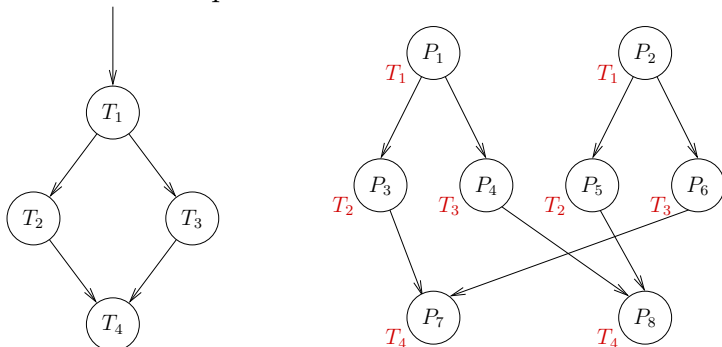 P₁ P₂
T₁ T₁
T₁
P₃ P₄ P₅ P₆
T₂ T₃ T₂ T₃
T₂ T₃
P₇ P₈
T₄
T₄ T₄